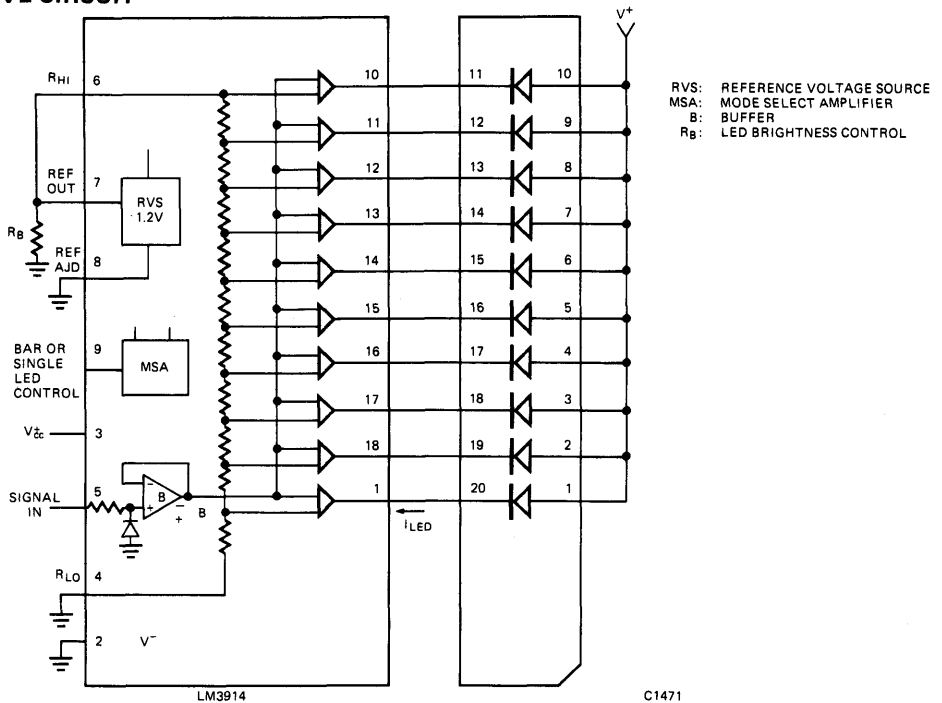 V+
RHI 6
10 11 10
11 12 9
12 13 8
13 14 7
14 15 6
15 16 5
16 17 4
17 18 3
18 19 2
1 20 1
REF OUT 7
RVS 1.2V
RB
REF AJD 8
BAR OR SINGLE LED CONTROL 9
MSA
V+cc 3
SIGNAL IN 5
- B - + +
B
ILED
RLO 4
2 V-
LM3914
C1471
RVS: REFERENCE VOLTAGE SOURCE
MSA: MODE SELECT AMPLIFIER
B: BUFFER
RB: LED BRIGHTNESS CONTROL